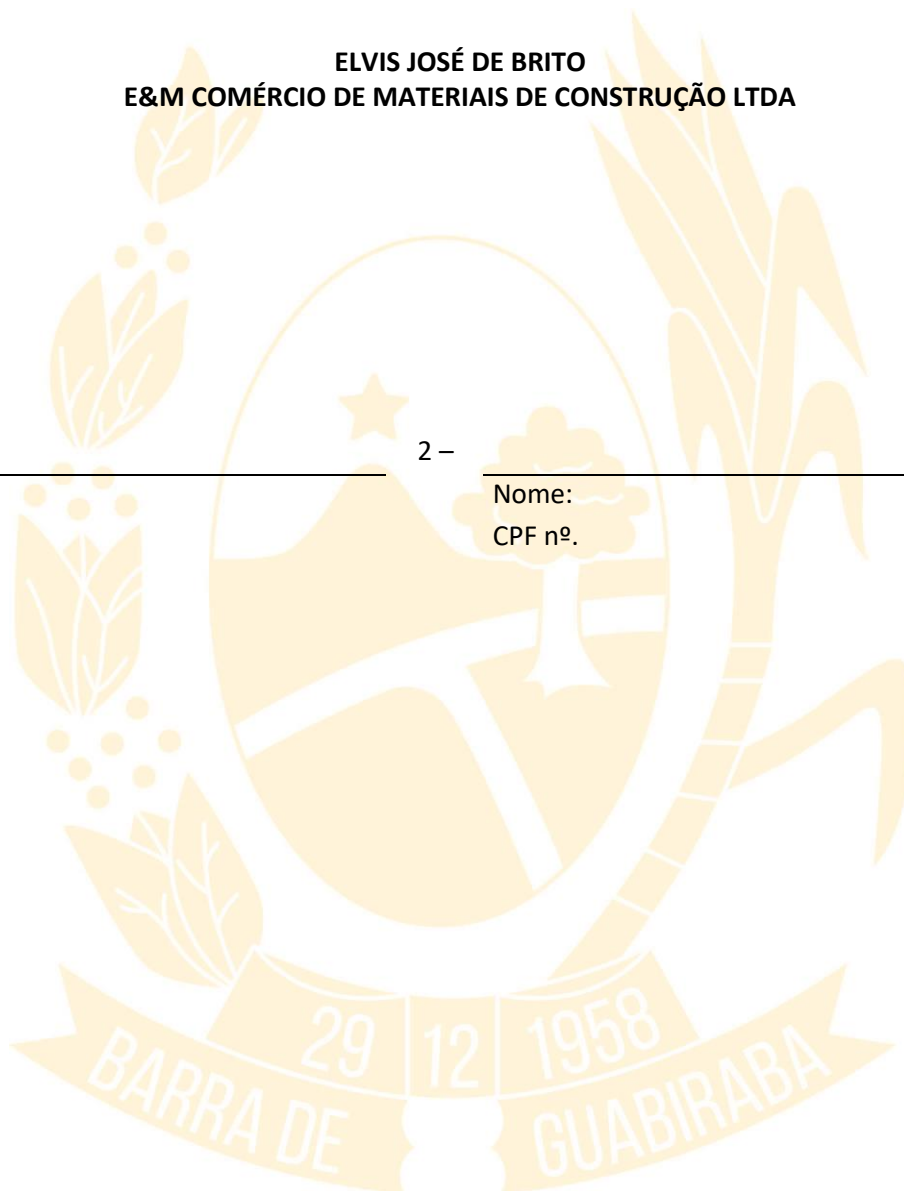 ELVIS JOSÉ DE BRITO
E&M COMÉRCIO DE MATERIAIS DE CONSTRUÇÃO LTDA
2 –
Nome:
CPF nº.
29 12 1958
BARRA DE GUABIRABA